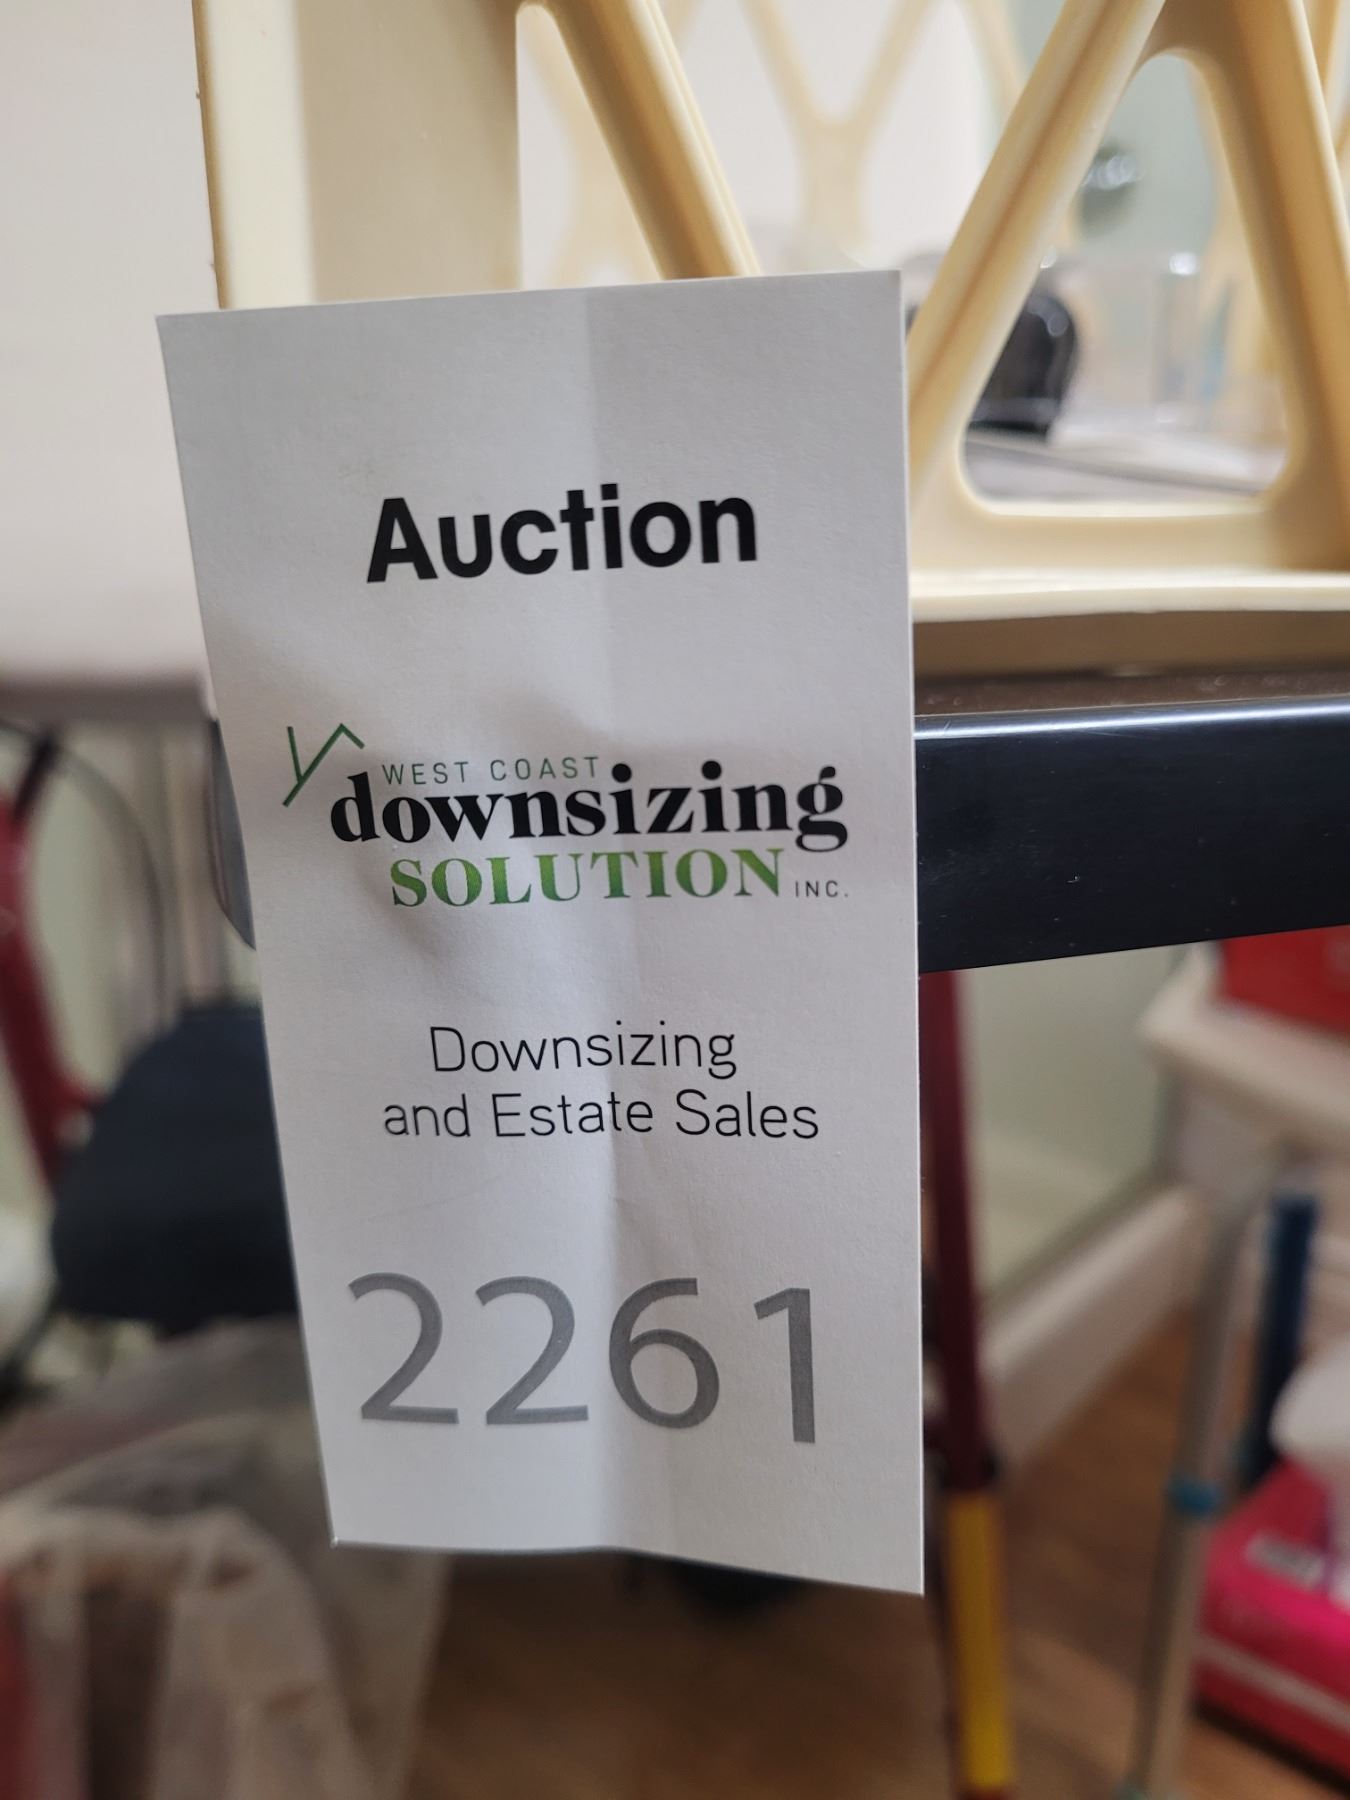 Auction
WEST COAST
downsizing
SOLUTION INC.
Downsizing
and Estate Sales
2261